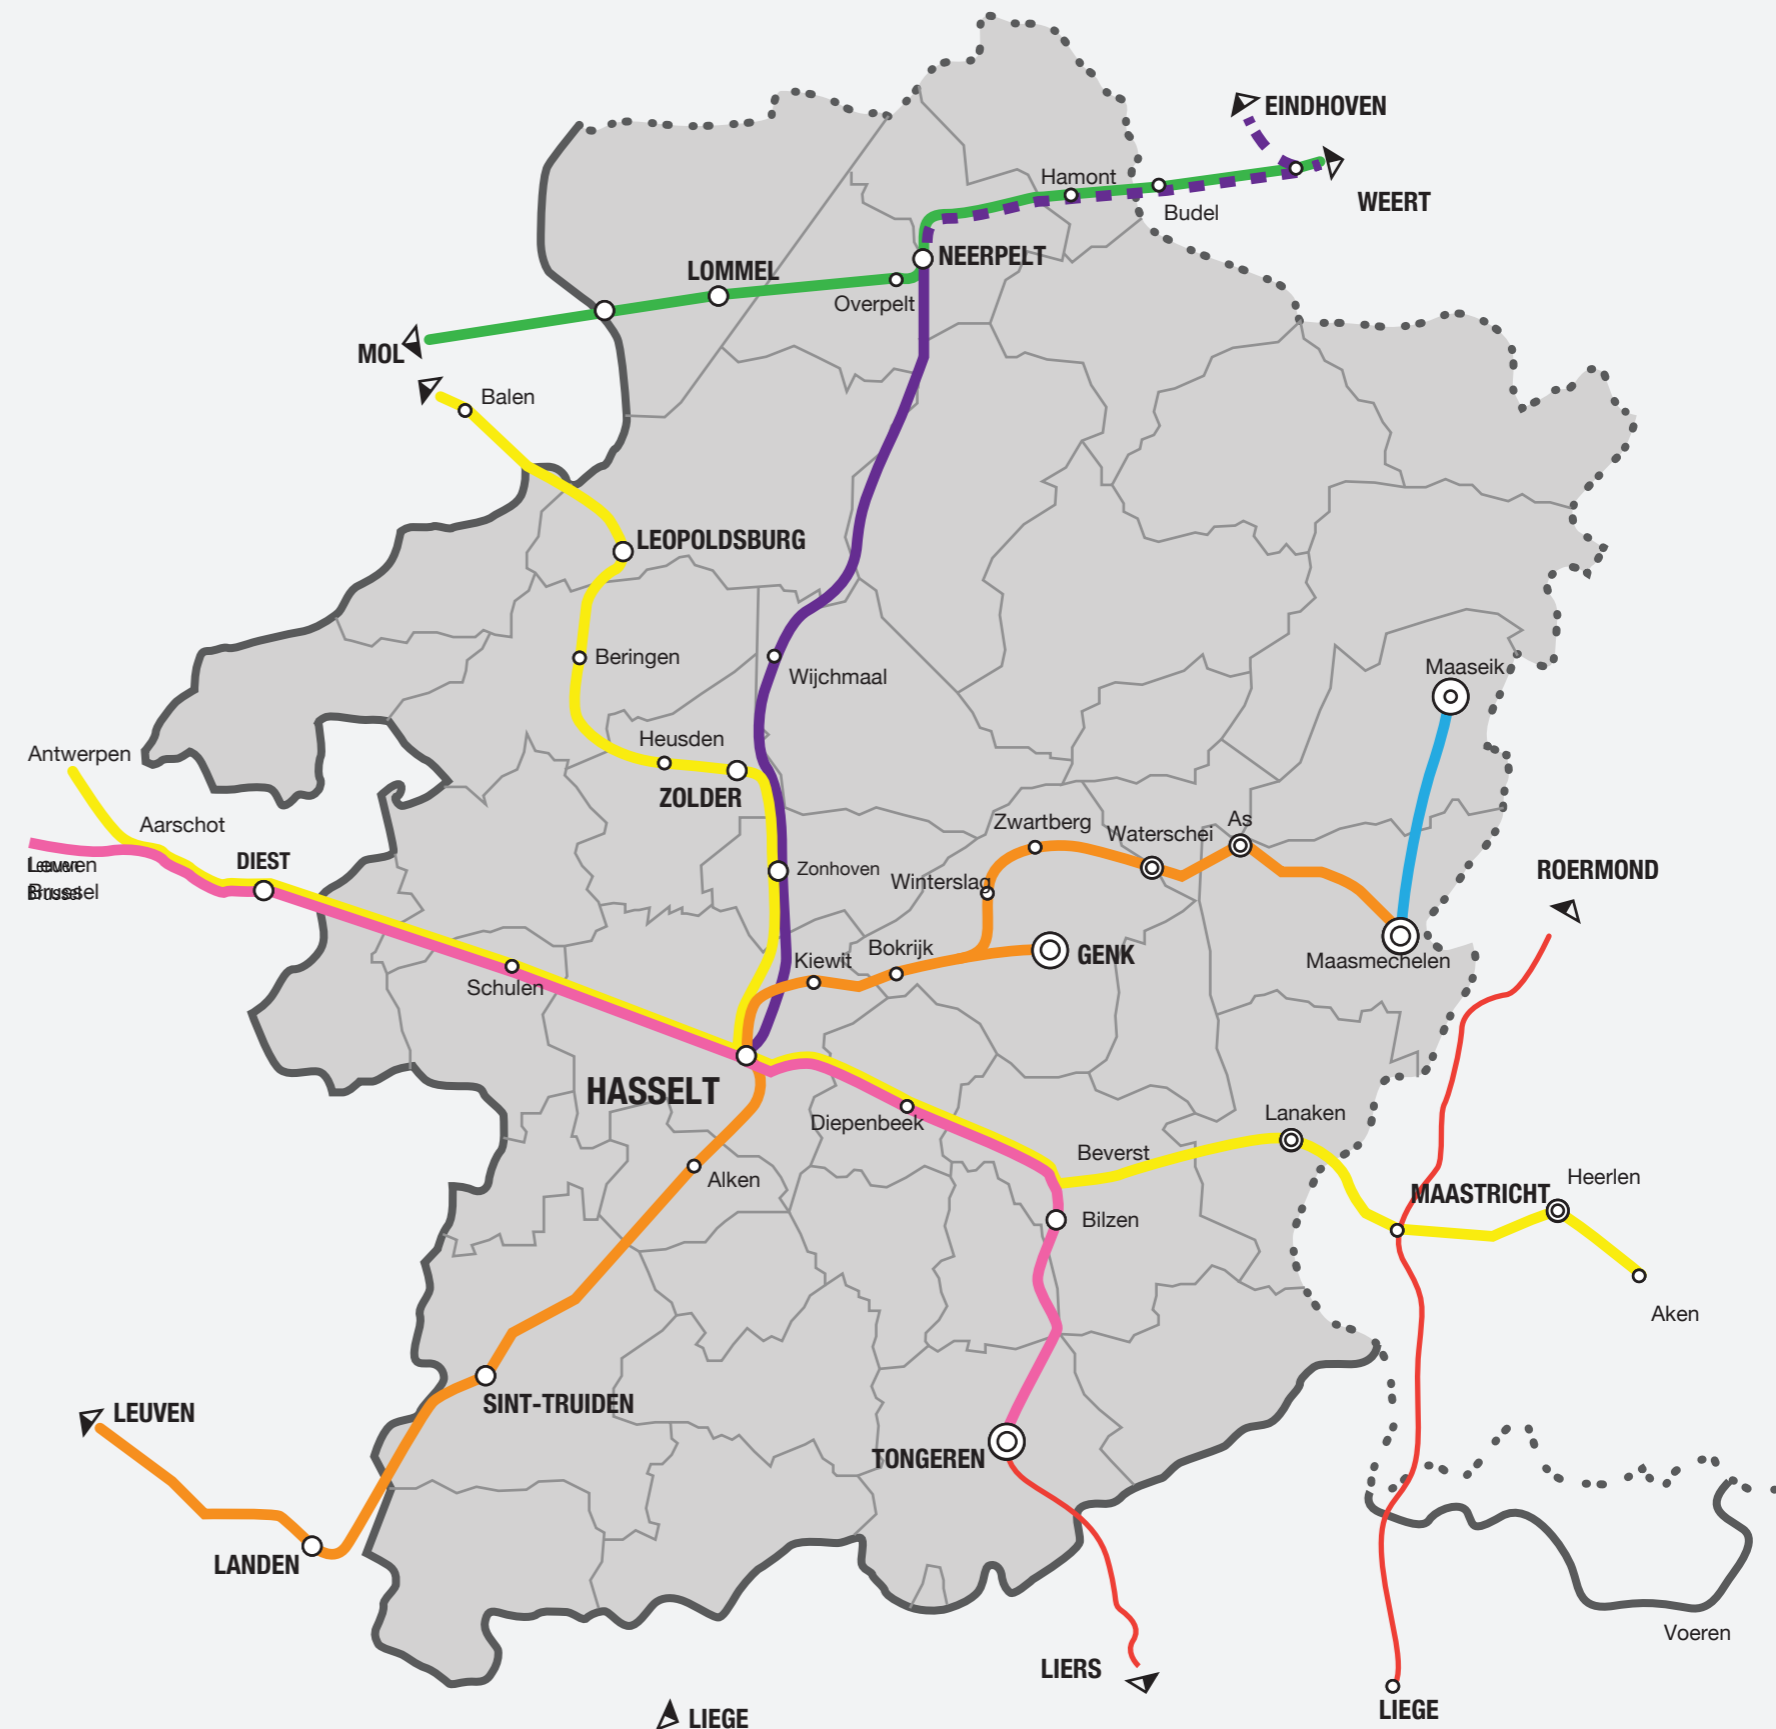 EINDHOVEN
Hamont
WEERT
Budel
NEERPELT
LOMMEL
Overpelt
MOL
Balen
LEOPOLDSBURG
Beringen
Maaseik
Wijchmaal
Heusden
Antwerpen
ZOLDER
Aarschot
As
Zwartberg
Waterschei
DIEST
Leuven
Brussel
Zonhoven
ROERMOND
Winterslag
Kiewit
Bokrijk
GENK
Maasmechelen
Schulen
HASSELT
Lanaken
Diepenbeek
Beverst
Alken
Heerlen
MAASTRICHT
Bilzen
Aken
SINT-TRUIDEN
LEUVEN
TONGEREN
LANDEN
Voeren
LIERS
LIEGE
LIEGE